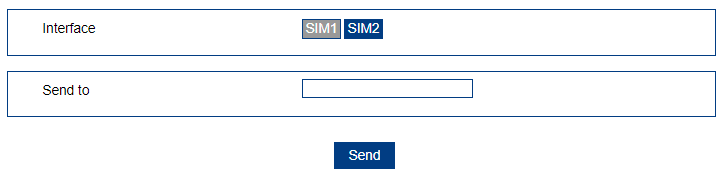 Interface SIM1 SIM2
Send to
Send